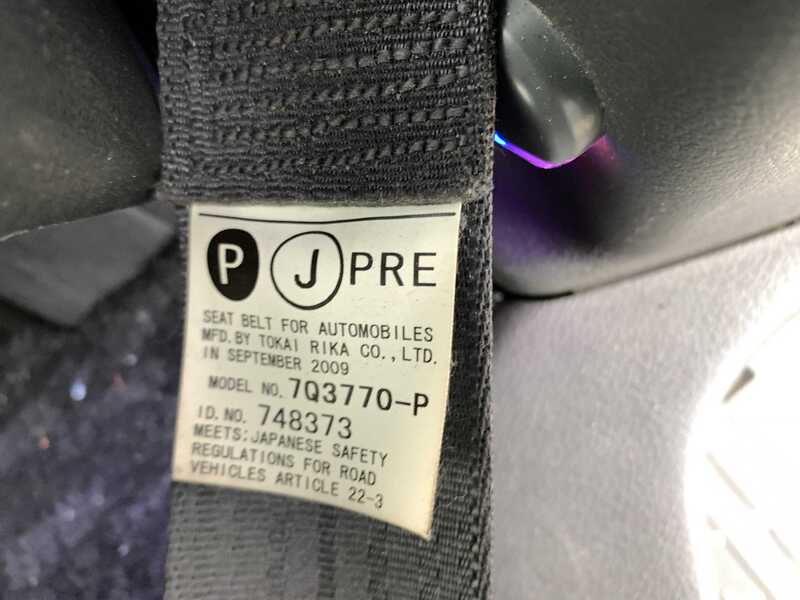 P J PRE
SEAT BELT FOR AUTOMOBILES
MFD. BY TOKAI RIKA CO., LTD.
IN SEPTEMBER 2009
MODEL NO. 7Q3770-P
I D. NO. 748373
MEETS: JAPANESE SAFETY
REGULATIONS FOR ROAD
VEHICLES ARTICLE 22-3